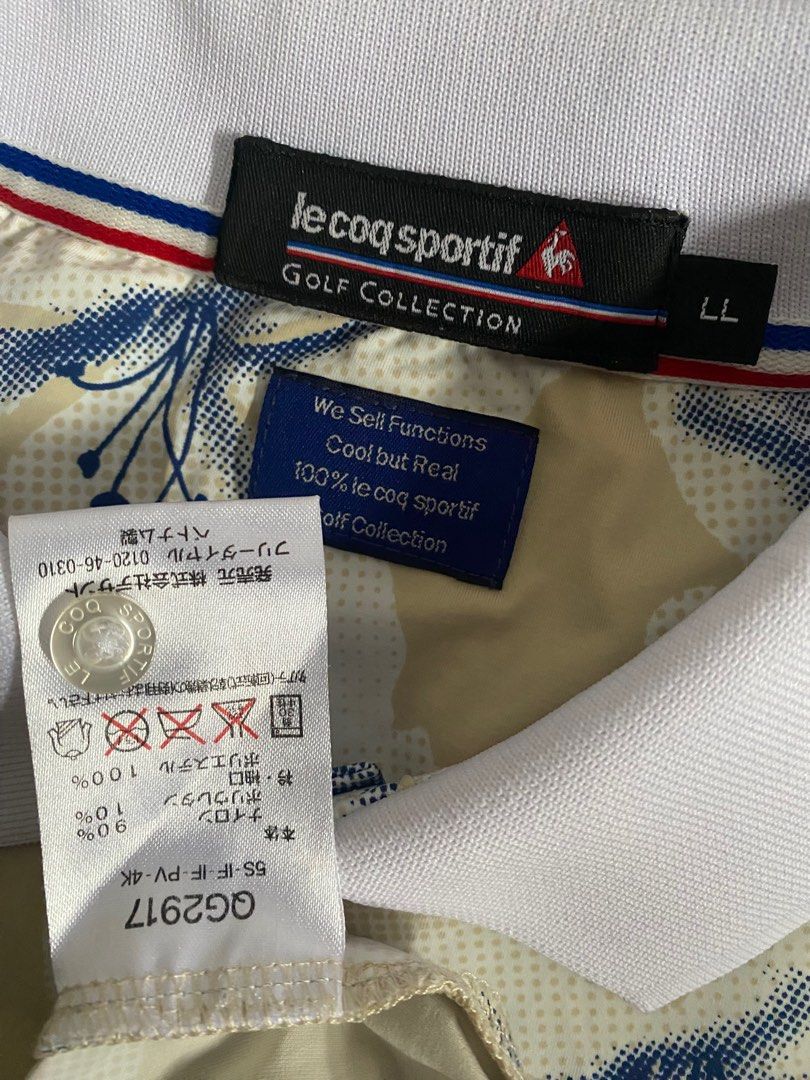 le coq sportif
GOLF COLLECTION
LL
We Sell Functions
Cool but Real
100% le coq sportif
Golf Collection
QG2917
5S-IF-IF-PV-4K
本体
ナイロン 90%
ポリウレタン 10%
衿・袖口
ポリエステル 100%
発売元 株式会社デサント
フリーダイヤル 0120-46-0310
ベトナム製
LE COQ SPORTIF